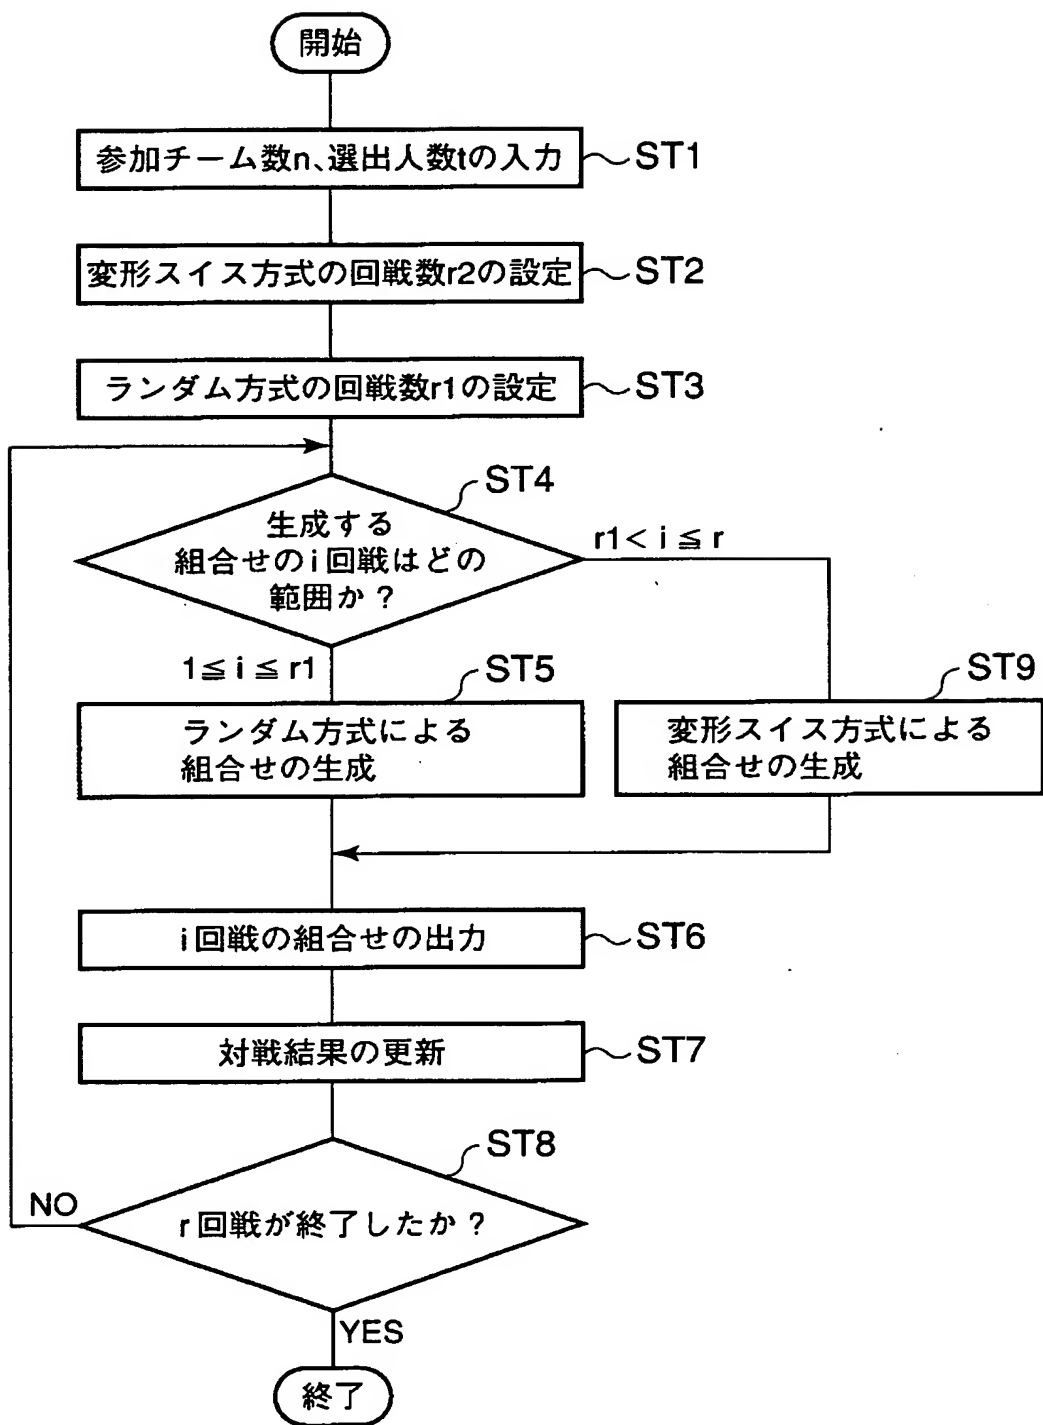 開始
参加チーム数n、選出人数tの入力
ST1
変形スイス方式の回戦数r2の設定
ST2
ランダム方式の回戦数r1の設定
ST3
ST4
生成する
組合せのi回戦はどの
範囲か？
r1< i ≦ r
1≦ i ≦ r1
ST5
ランダム方式による
組合せの生成
ST9
変形スイス方式による
組合せの生成
i回戦の組合せの出力
ST6
対戦結果の更新
ST7
ST8
r回戦が終了したか？
NO
YES
終了